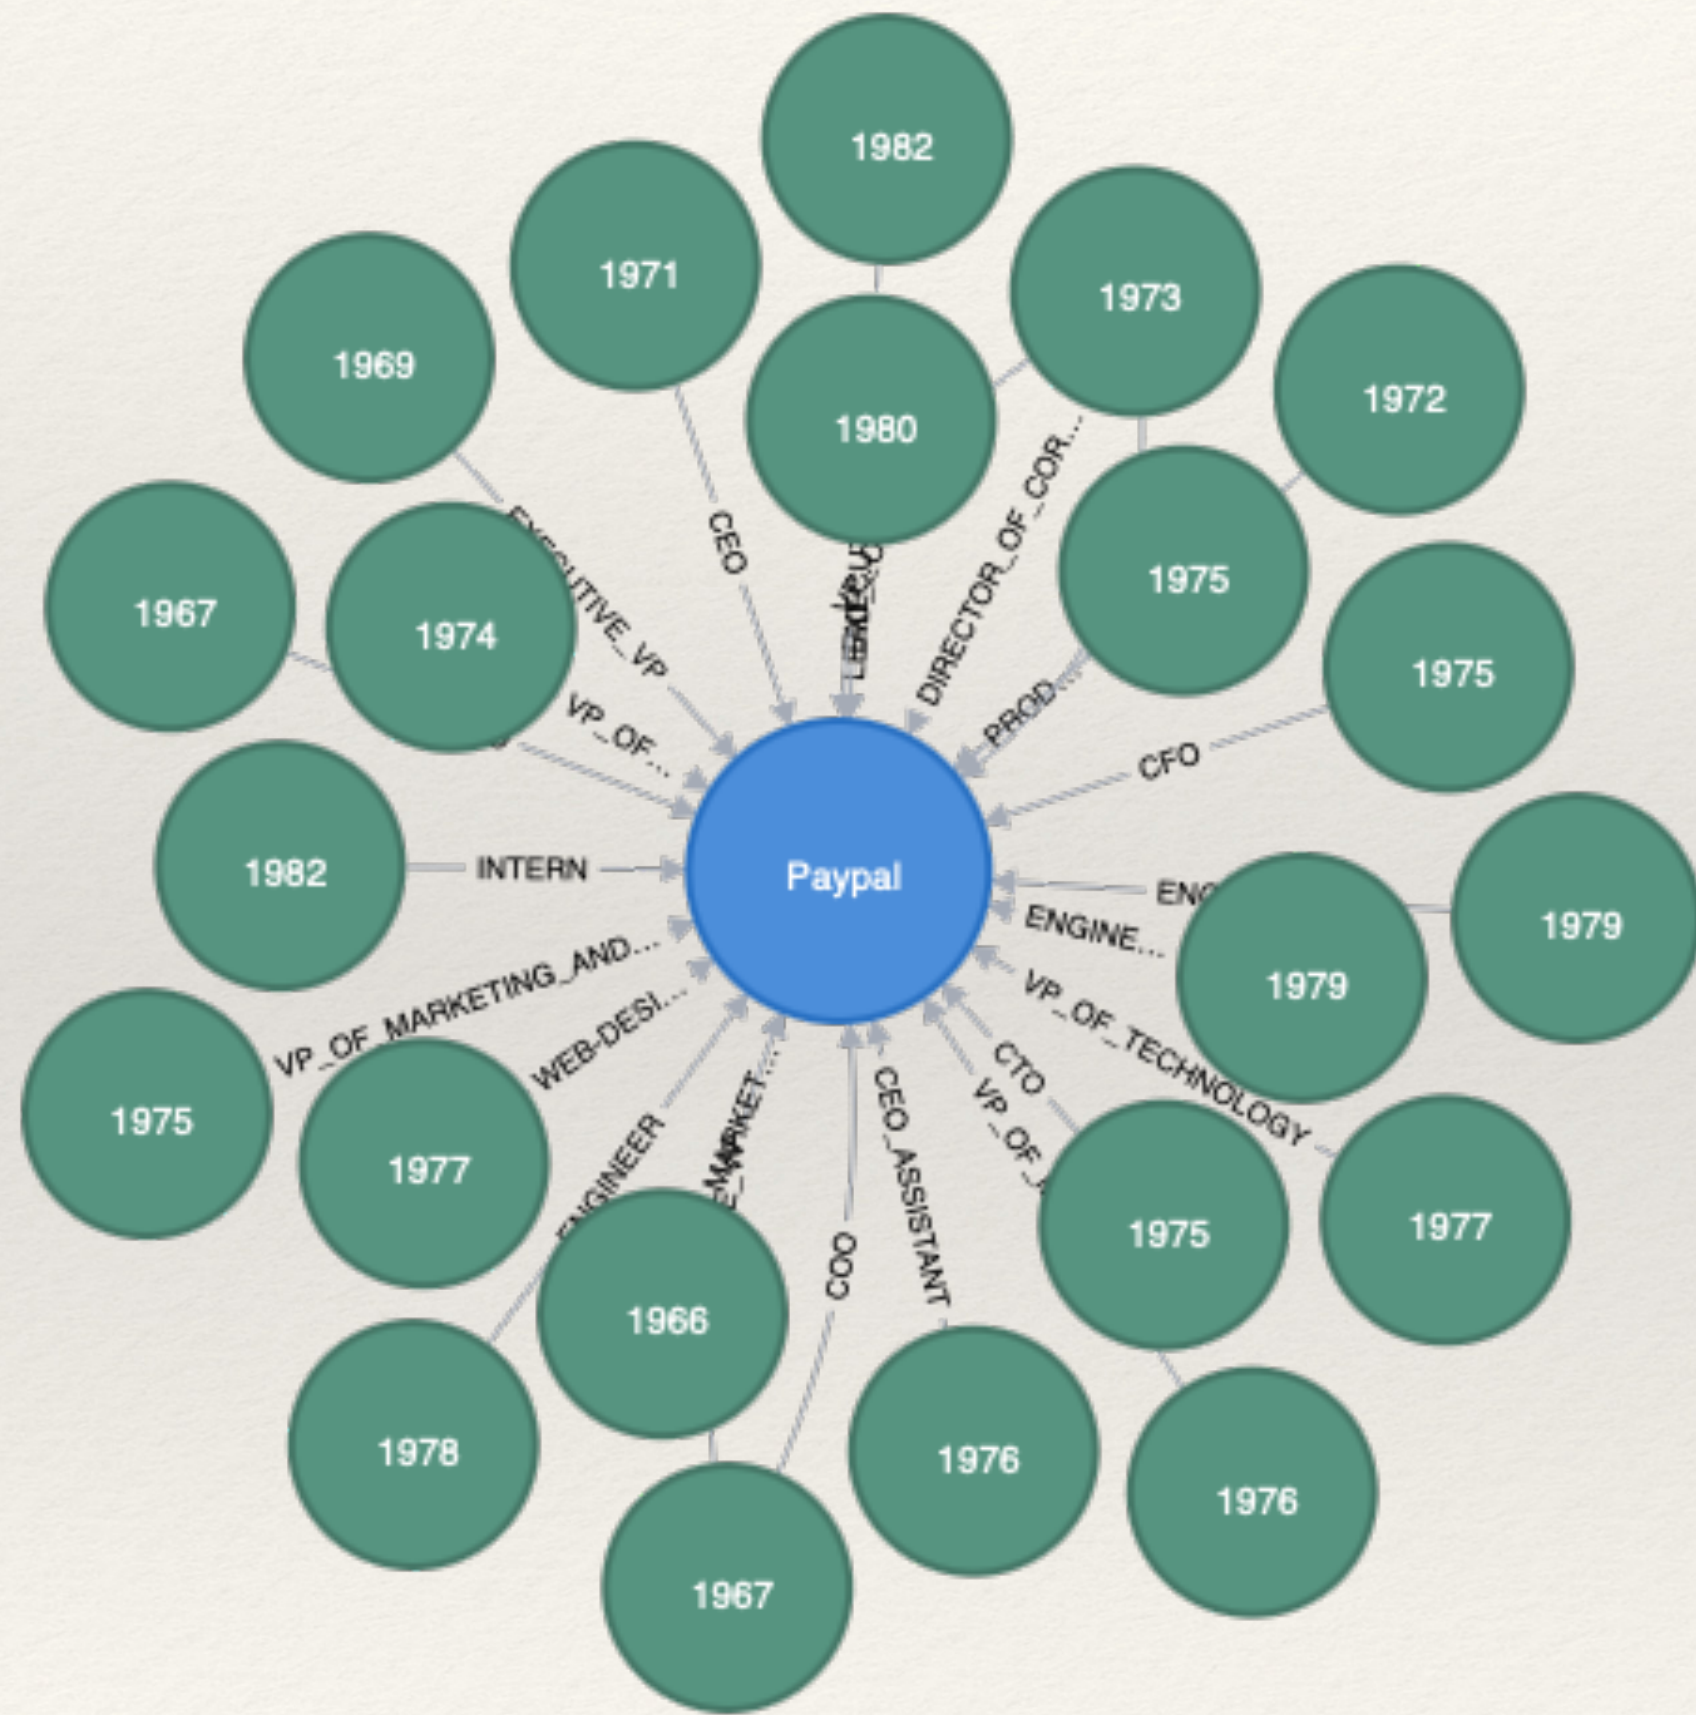 1982
1971
1973
1969
1972
1980
1975
1967
1974
EXECUTIVE_VP
CEO
DIRECTOR_OF_COR...
PROD
1975
VP_OF...
CFO
1982
INTERN
Paypal
ENG
1979
ENGINE...
1979
VP_OF_MARKETING_AND...
WEB-DESI...
VP_OF_TECHNOLOGY
CTO
1975
1977
ENGINEER
CEO_ASSISTANT
VP_OF_
1975
1977
1966
COO
1978
1976
1976
1967